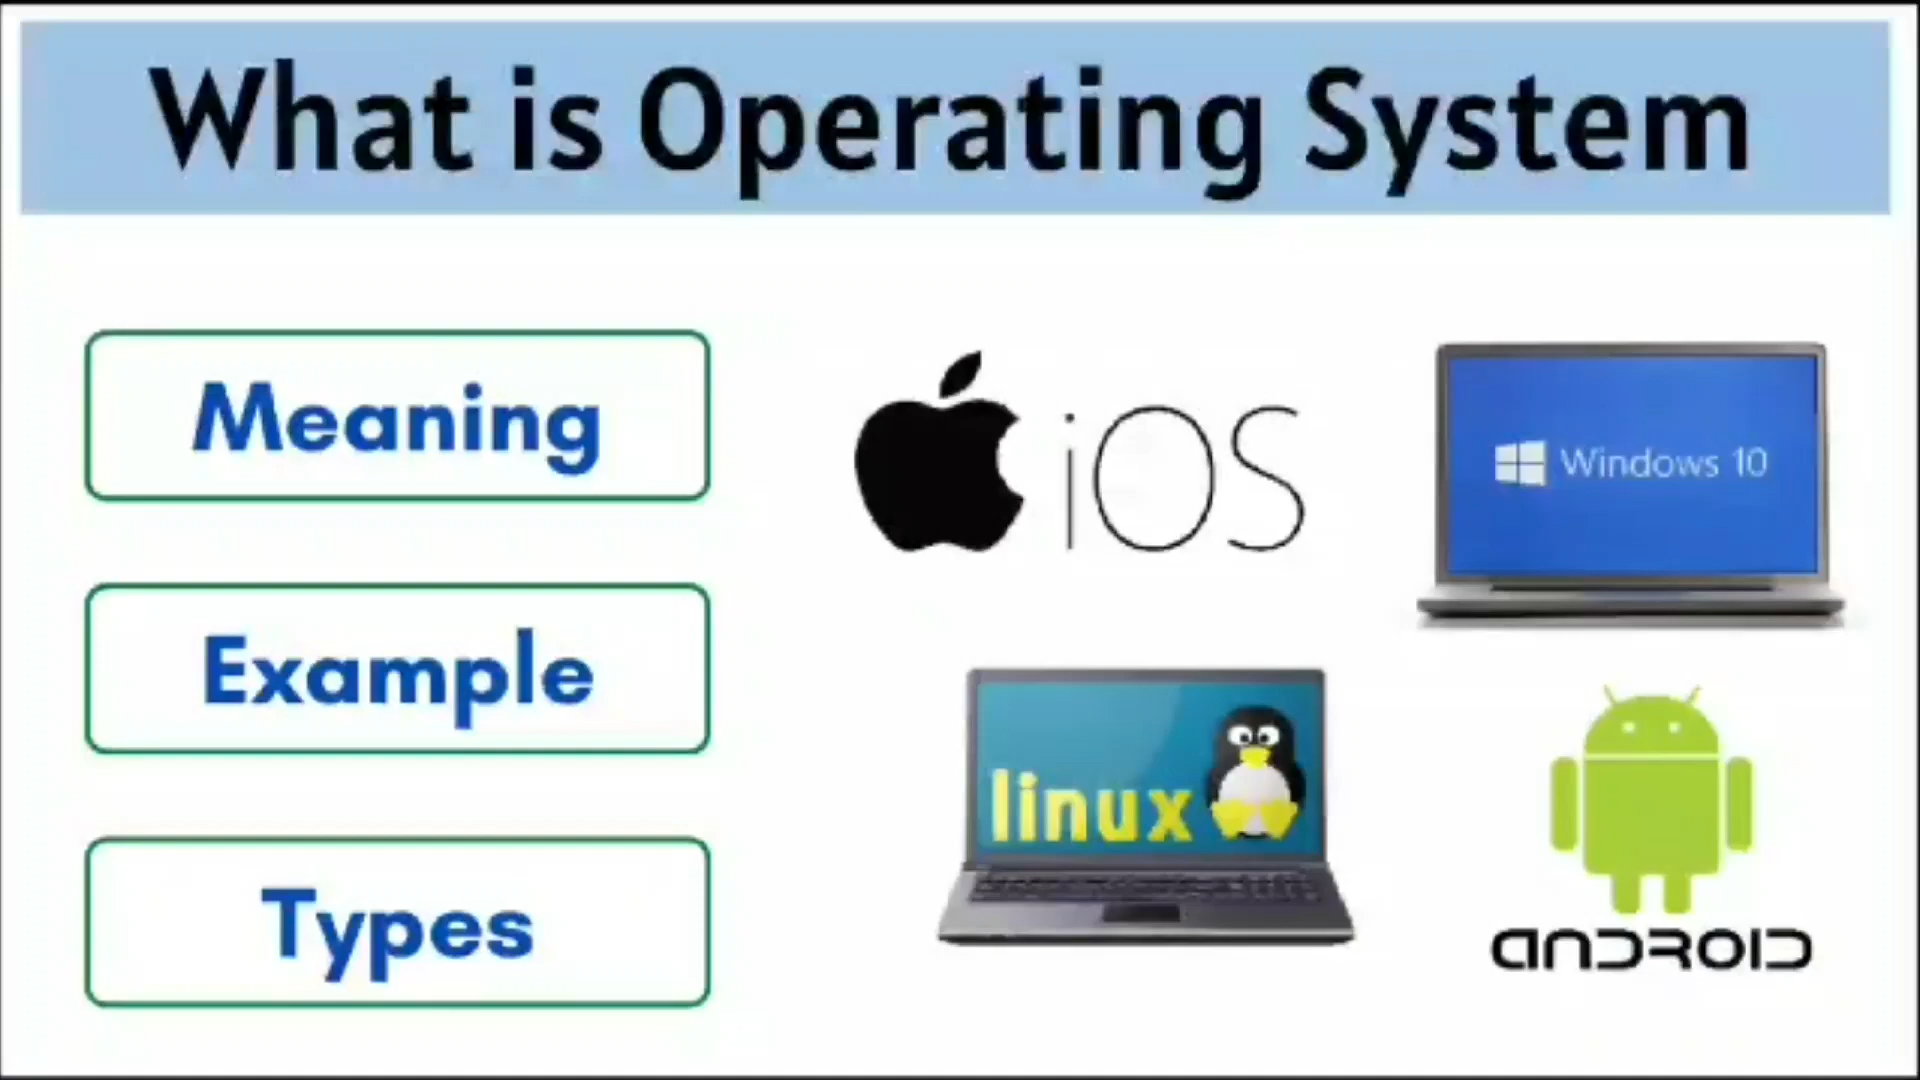 What is Operating System
Meaning
Example
Types
iOS
Windows 10
linux
ANDROID